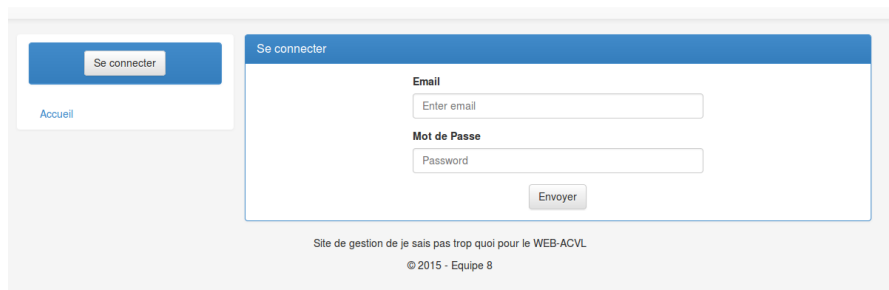 Se connecter
Accueil
Se connecter
Email
Enter email
Mot de Passe
Password
Envoyer
Site de gestion de je sais pas trop quoi pour le WEB-ACVL
© 2015 - Equipe 8